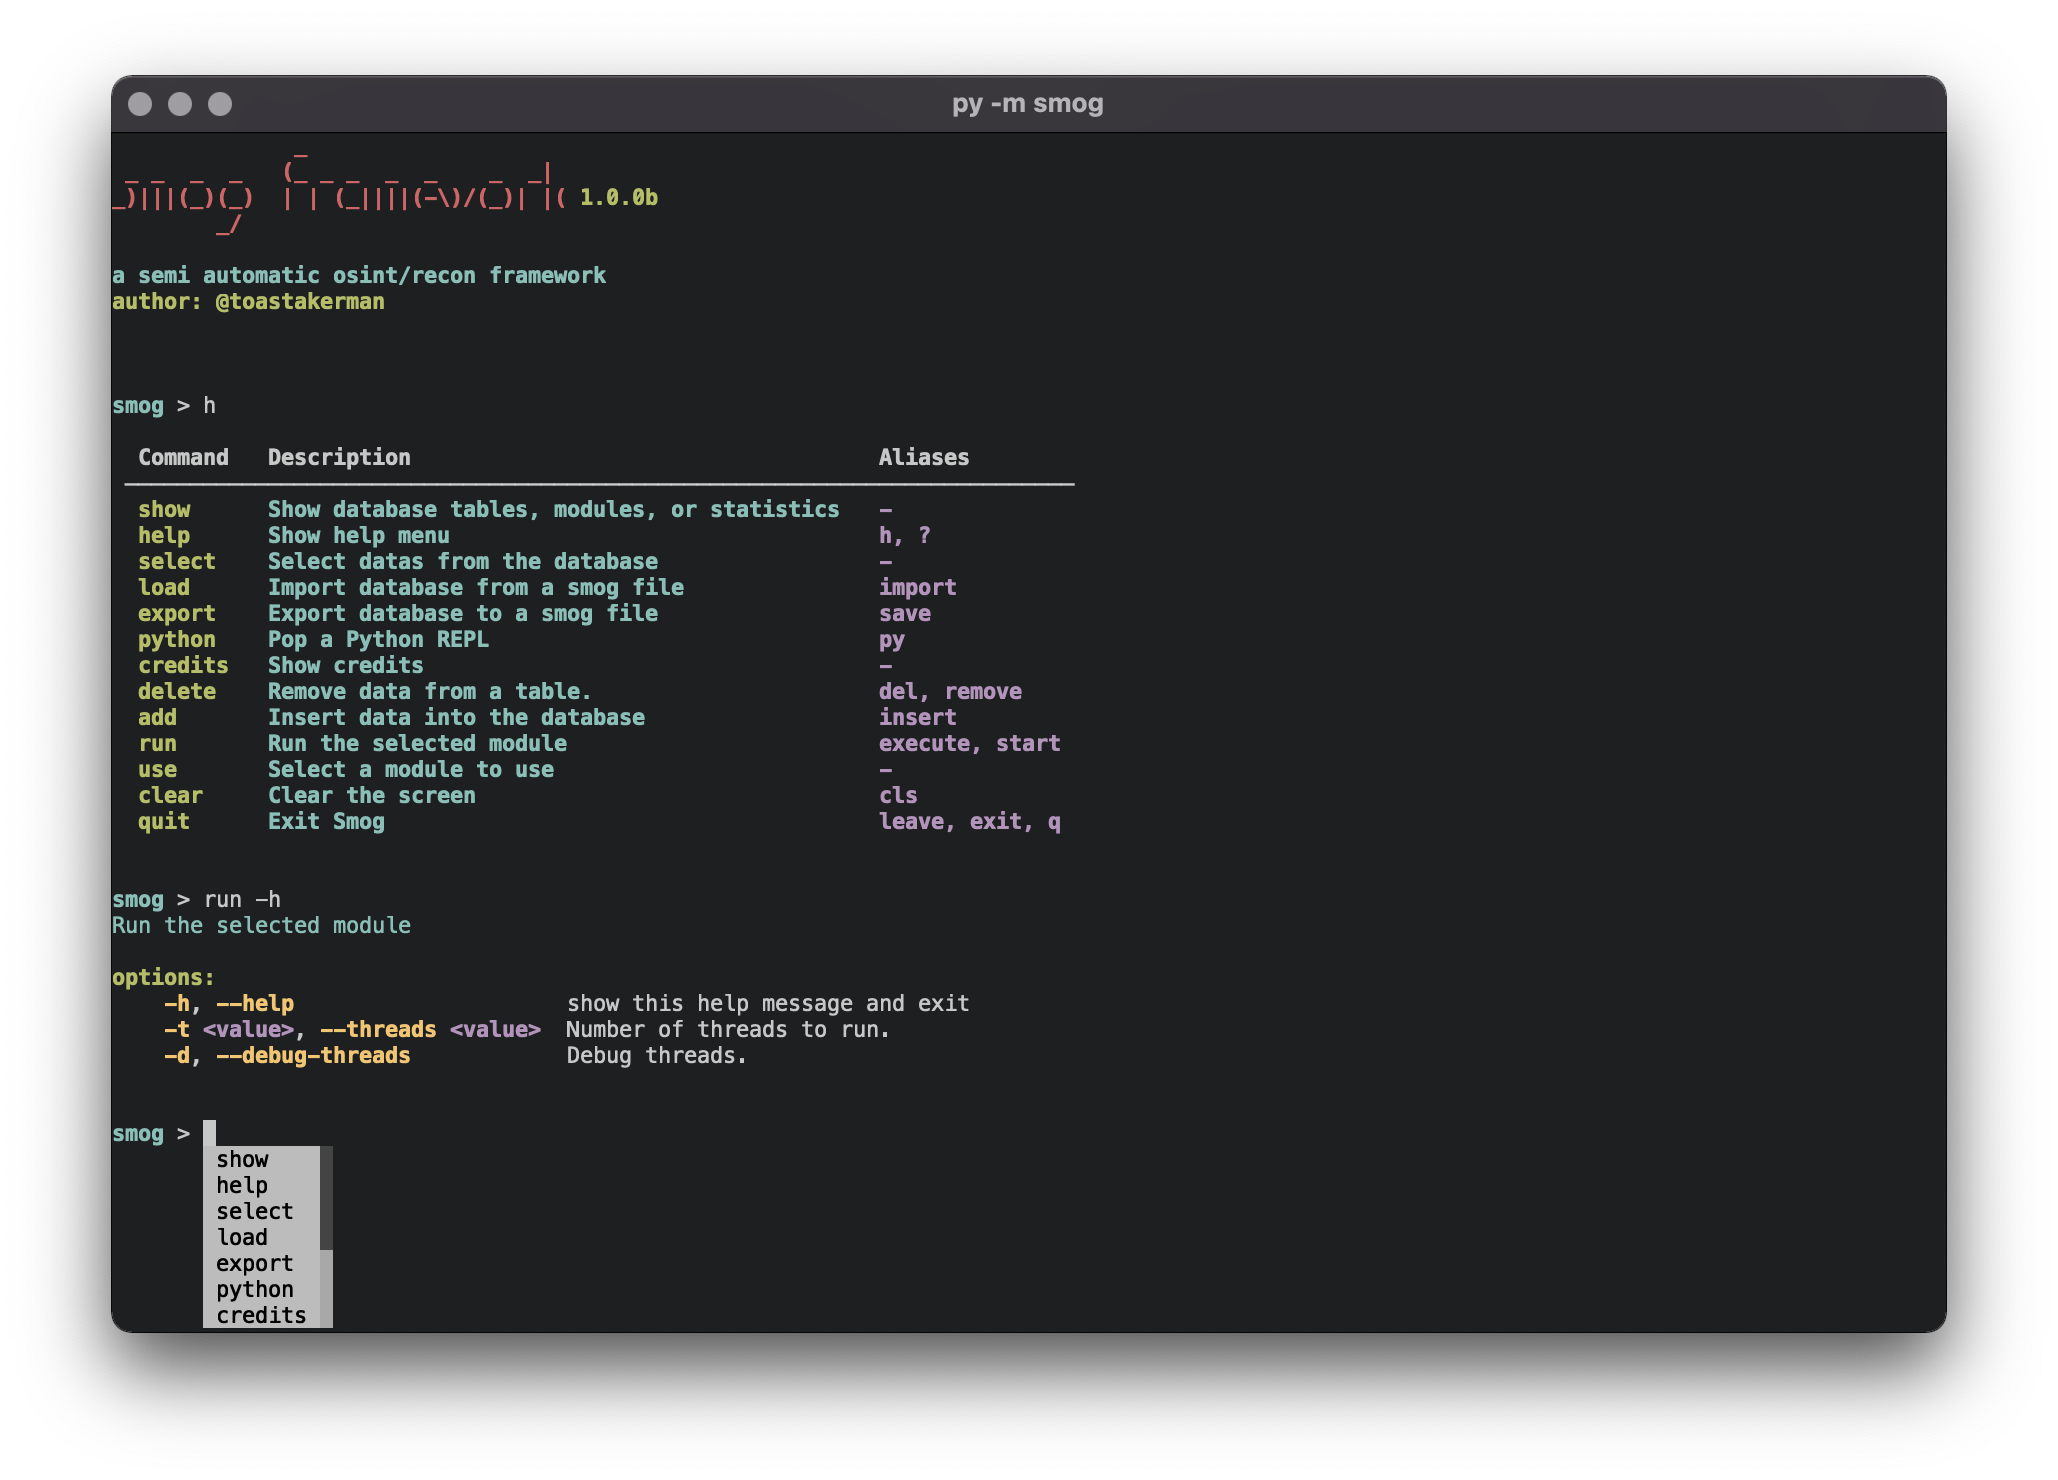 py -m smog
                _
 _ _  _  _   (_ _ _  _  _    _  _|
_)|||(_)(_)  | | (_||||(-\)/(_)| |( 1.0.0b
        _/
a semi automatic osint/recon framework
author: @toastakerman
smog > h
Command   Description                                    Aliases
show      Show database tables, modules, or statistics   -
help      Show help menu                                 h, ?
select    Select datas from the database                 -
load      Import database from a smog file               import
export    Export database to a smog file                 save
python    Pop a Python REPL                              py
credits   Show credits                                   -
delete    Remove data from a table.                      del, remove
add       Insert data into the database                  insert
run       Run the selected module                        execute, start
use       Select a module to use                         -
clear     Clear the screen                               cls
quit      Exit Smog                                      leave, exit, q
smog > run -h
Run the selected module
options:
    -h, --help                     show this help message and exit
    -t <value>, --threads <value>  Number of threads to run.
    -d, --debug-threads            Debug threads.
smog >
show
help
select
load
export
python
credits